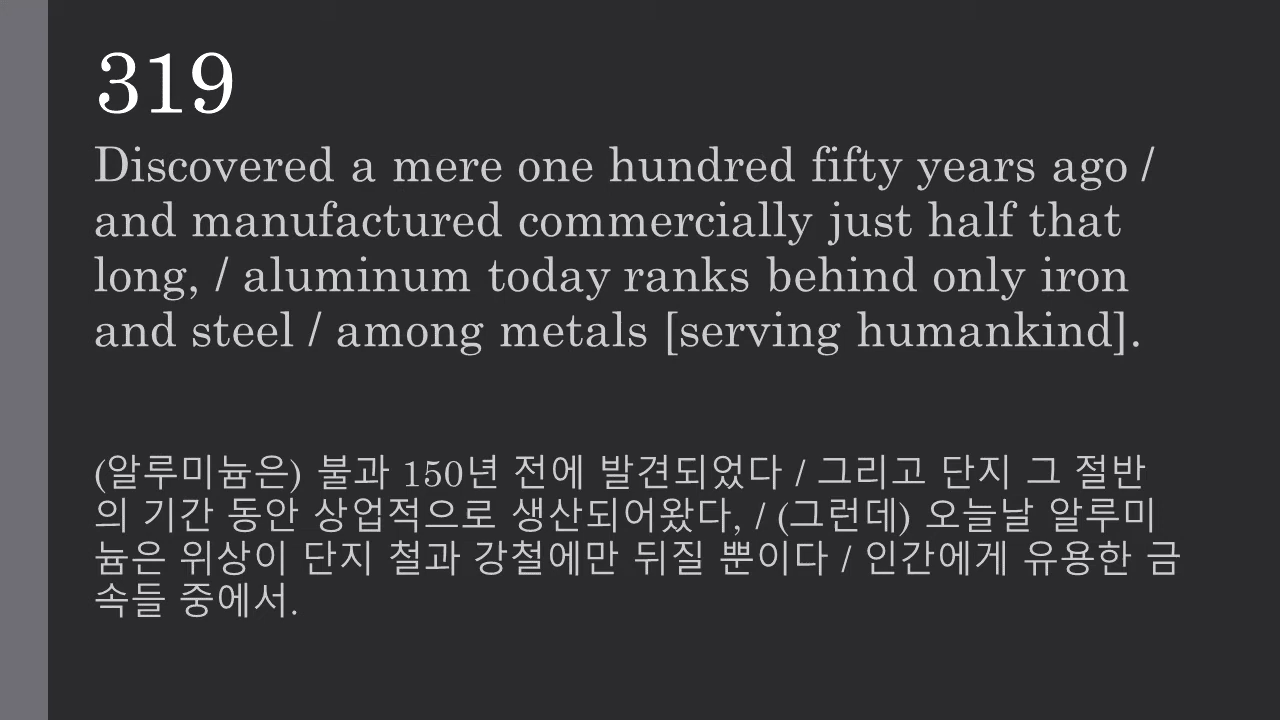 319
Discovered a mere one hundred fifty years ago /
and manufactured commercially just half that
long, / aluminum today ranks behind only iron
and steel / among metals [serving humankind].
(알루미늄은) 불과 150년 전에 발견되었다 / 그리고 단지 그 절반
의 기간 동안 상업적으로 생산되어왔다, / (그런데) 오늘날 알루미
늄은 위상이 단지 철과 강철에만 뒤질 뿐이다 / 인간에게 유용한 금
속들 중에서.